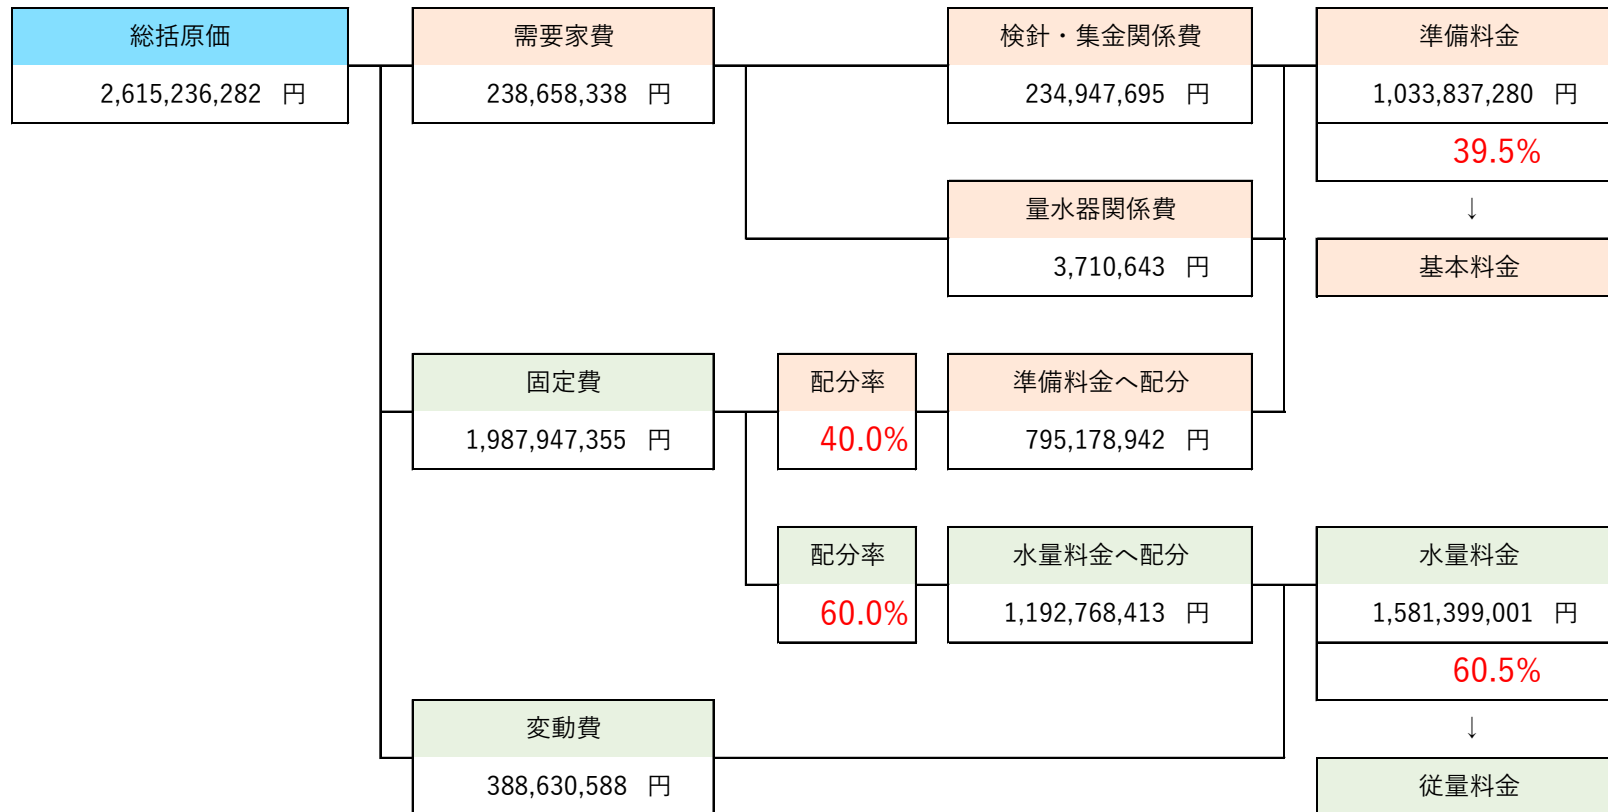 総括原価
2,615,236,282 円
需要家費
238,658,338 円
検針・集金関係費
234,947,695 円
準備料金
1,033,837,280 円
39.5%
↓
基本料金
量水器関係費
3,710,643 円
固定費
1,987,947,355 円
配分率
40.0%
準備料金へ配分
795,178,942 円
配分率
60.0%
水量料金へ配分
1,192,768,413 円
水量料金
1,581,399,001 円
60.5%
↓
従量料金
変動費
388,630,588 円